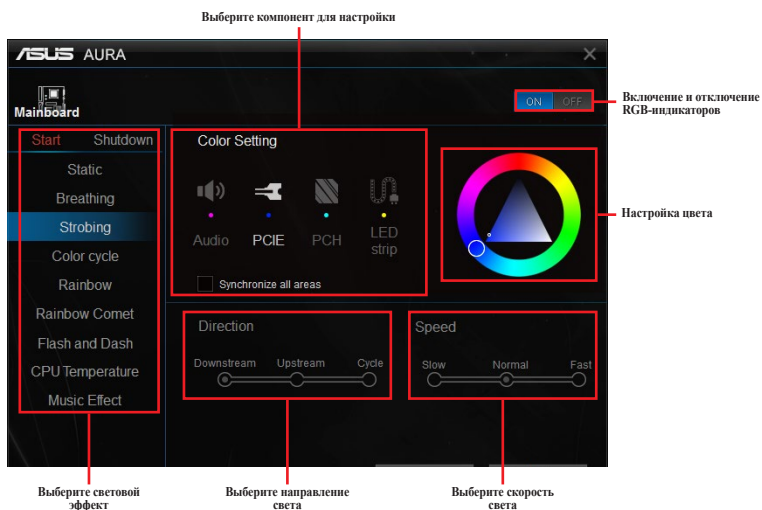 Выберите компонент для настройки
ASUS AURA
Mainboard
ON OFF
Включение и отключение
RGB-индикаторов
Start Shutdown
Static
Breathing
Strobing
Color cycle
Rainbow
Rainbow Comet
Flash and Dash
CPU Temperature
Music Effect
Color Setting
Audio
PCIE
PCH
LED
strip
Synchronize all areas
Настройка цвета
Direction
Downstream Upstream Cycle
Speed
Slow Normal Fast
Выберите световой
эффект
Выберите направление
света
Выберите скорость
света